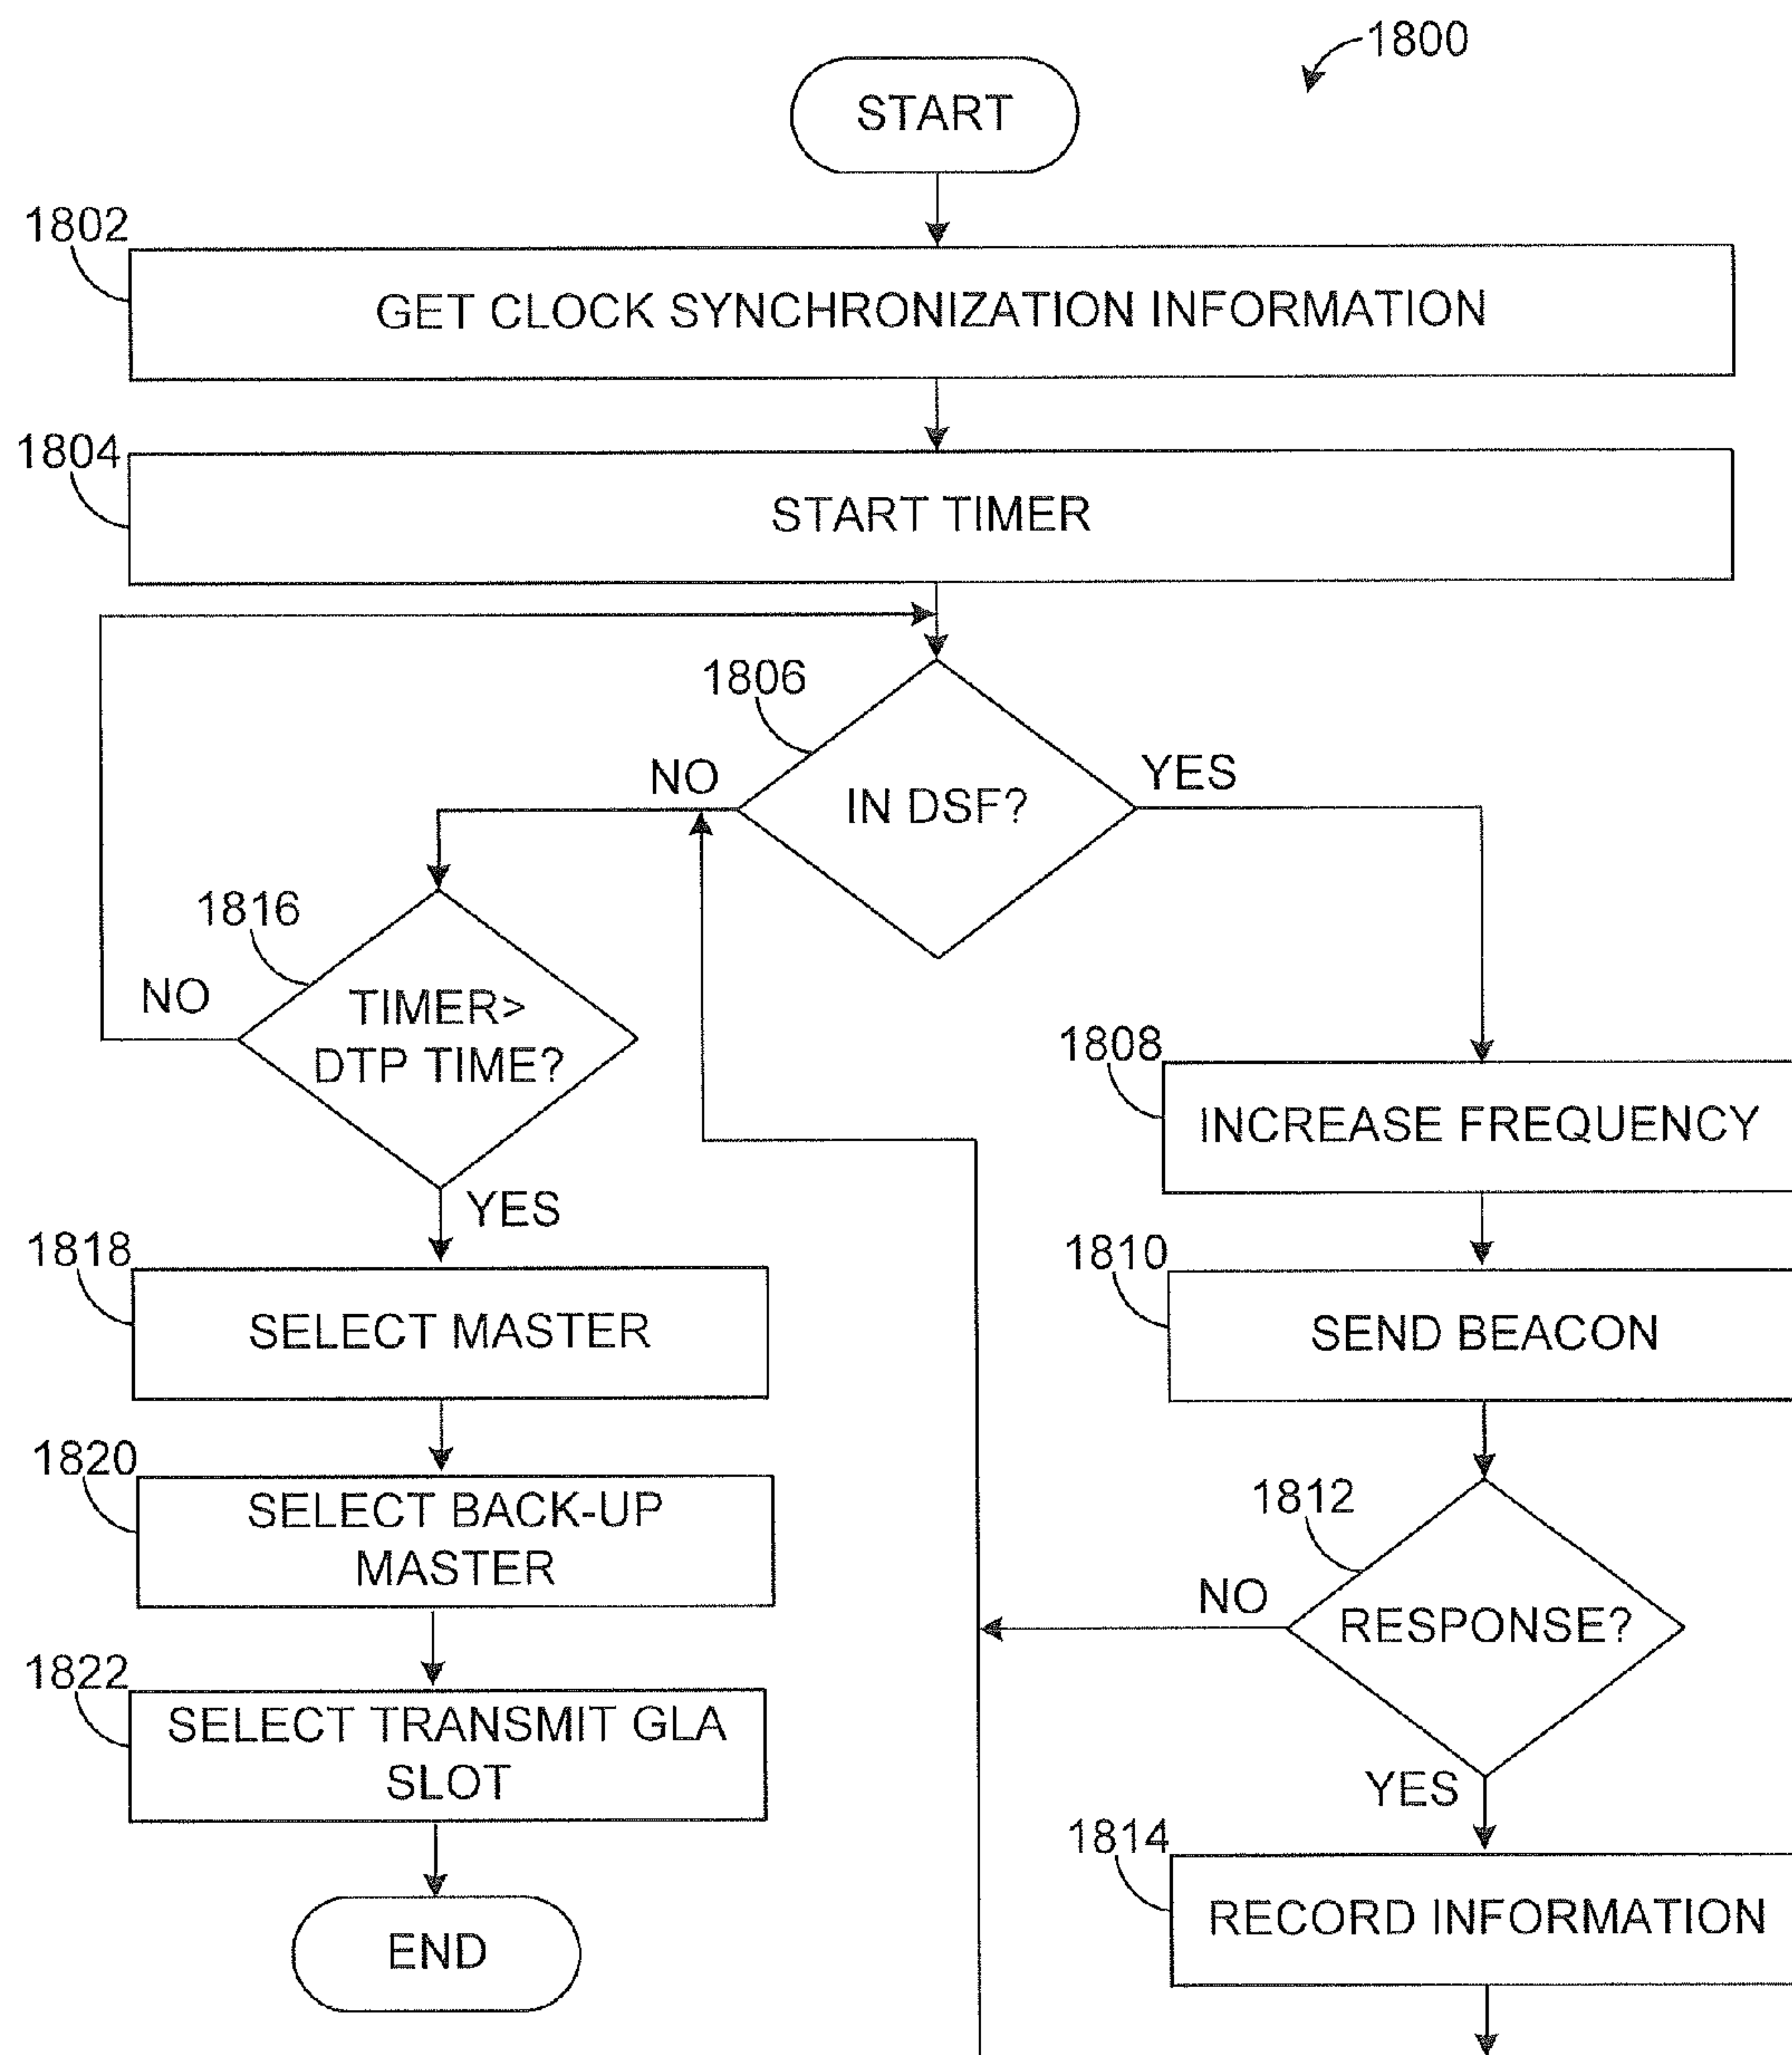 1800
START
1802
GET CLOCK SYNCHRONIZATION INFORMATION
1804
START TIMER
1806
IN DSF?
NO
YES
1816
TIMER>
DTP TIME?
NO
YES
1808
INCREASE FREQUENCY
1810
SEND BEACON
1818
SELECT MASTER
1820
SELECT BACK-UP
MASTER
1812
RESPONSE?
NO
YES
1822
SELECT TRANSMIT GLA
SLOT
1814
RECORD INFORMATION
END